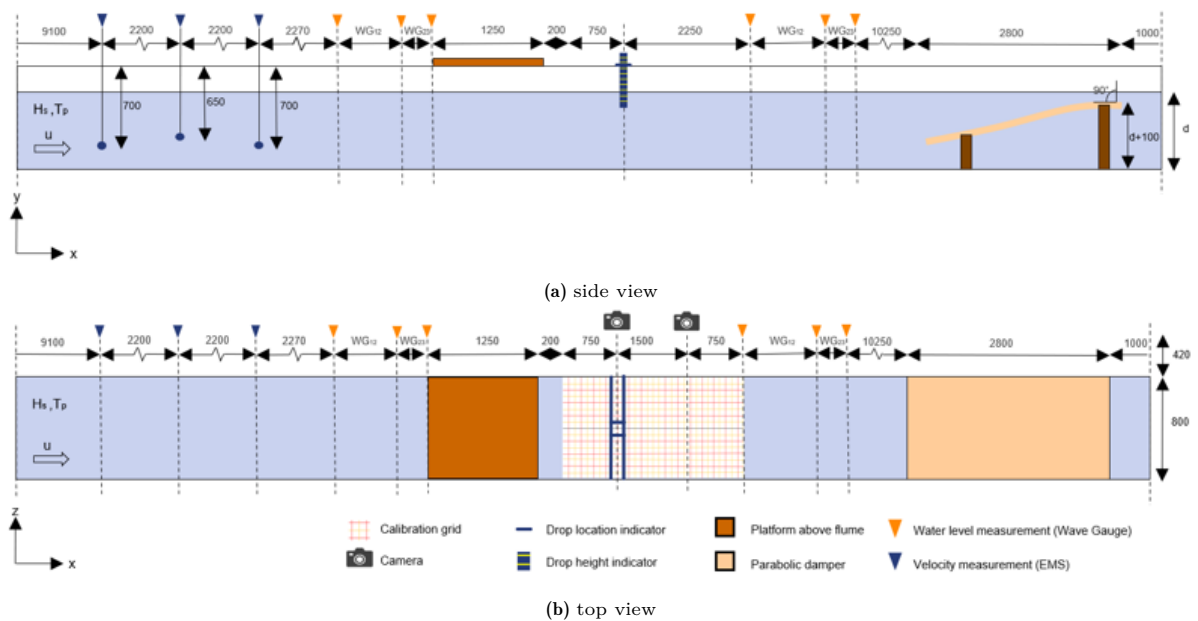 9100 2200 2200 2270 WG₁₂ WG₂₃ 1250 200 750 2250 WG₁₂ WG₂₃ 10250 2800 1000
700 650 700
Hₛ ,Tₚ
u
90°
d+100
d
y
x
(a) side view
9100 2200 2200 2270 WG₁₂ WG₂₃ 1250 200 750 1500 750 WG₁₂ WG₂₃ 10250 2800 1000
420
Hₛ ,Tₚ
800
u
z
x
Calibration grid Drop location indicator Platform above flume Water level measurement (Wave Gauge)
Camera Drop height indicator Parabolic damper Velocity measurement (EMS)
(b) top view